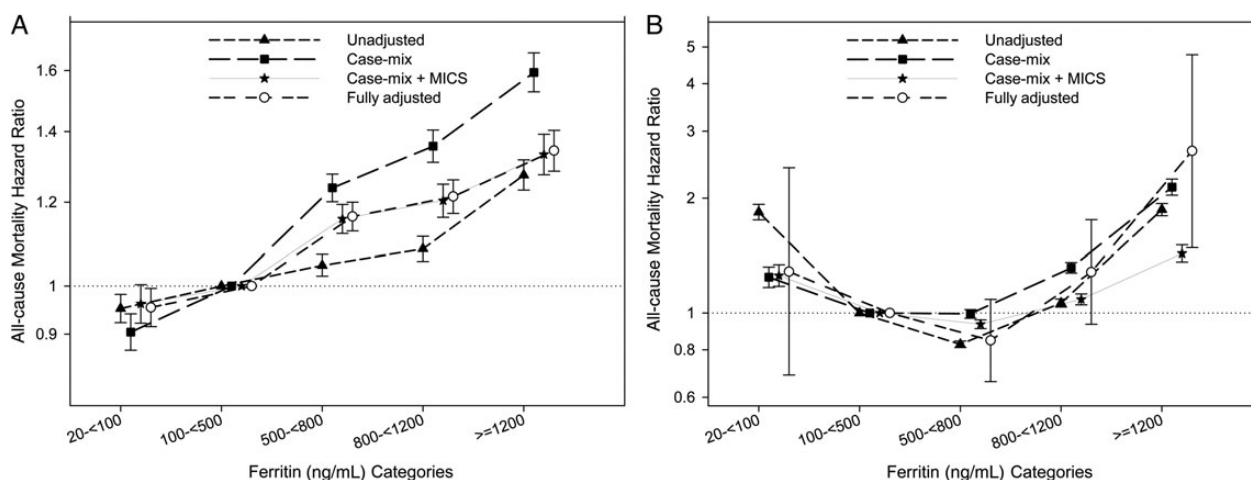 A
Unadjusted
Case-mix
Case-mix + MICS
Fully adjusted
All-cause Mortality Hazard Ratio
1.6
1.4
1.2
1
0.9
20-<100
100-<500
500-<800
800-<1200
>=1200
Ferritin (ng/mL) Categories
B
Unadjusted
Case-mix
Case-mix + MICS
Fully adjusted
All-cause Mortality Hazard Ratio
5
4
3
2
1
0.8
0.6
20-<100
100-<500
500-<800
800-<1200
>=1200
Ferritin (ng/mL) Categories